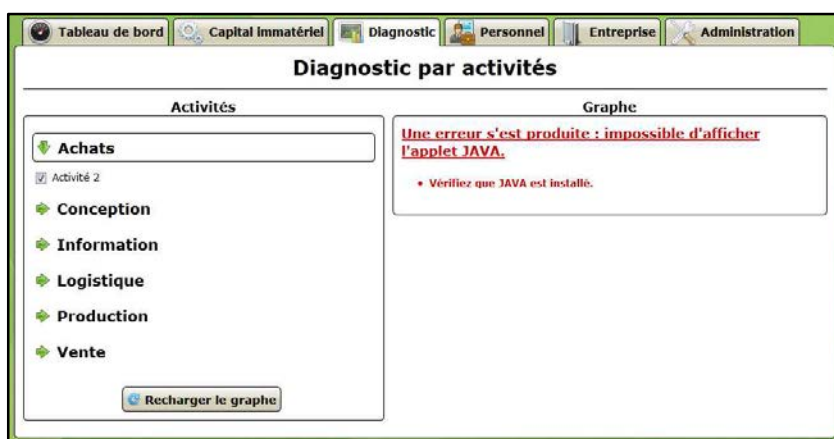 Tableau de bord
Capital immatériel
Diagnostic
Personnel
Entreprise
Administration
Diagnostic par activités
Activités
Achats
Activité 2
Conception
Information
Logistique
Production
Vente
Recharger le graphe
Graphe
Une erreur s'est produite : impossible d'afficher
l'applet JAVA.
Vérifiez que JAVA est installé.